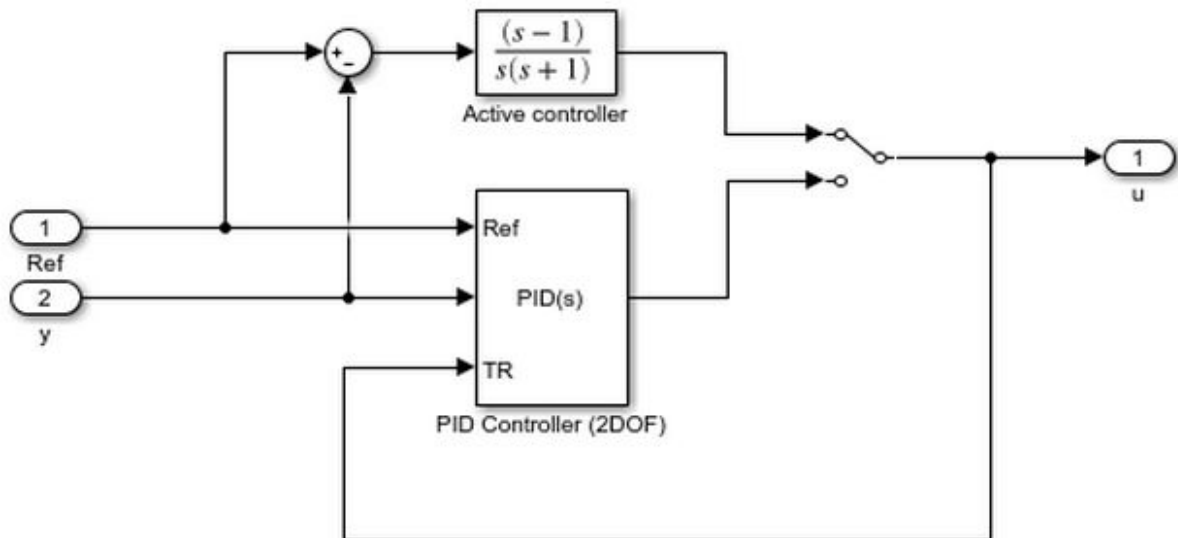 +
−
(s − 1)
s(s + 1)
Active controller
1
Ref
2
y
Ref
PID(s)
TR
PID Controller (2DOF)
1
u